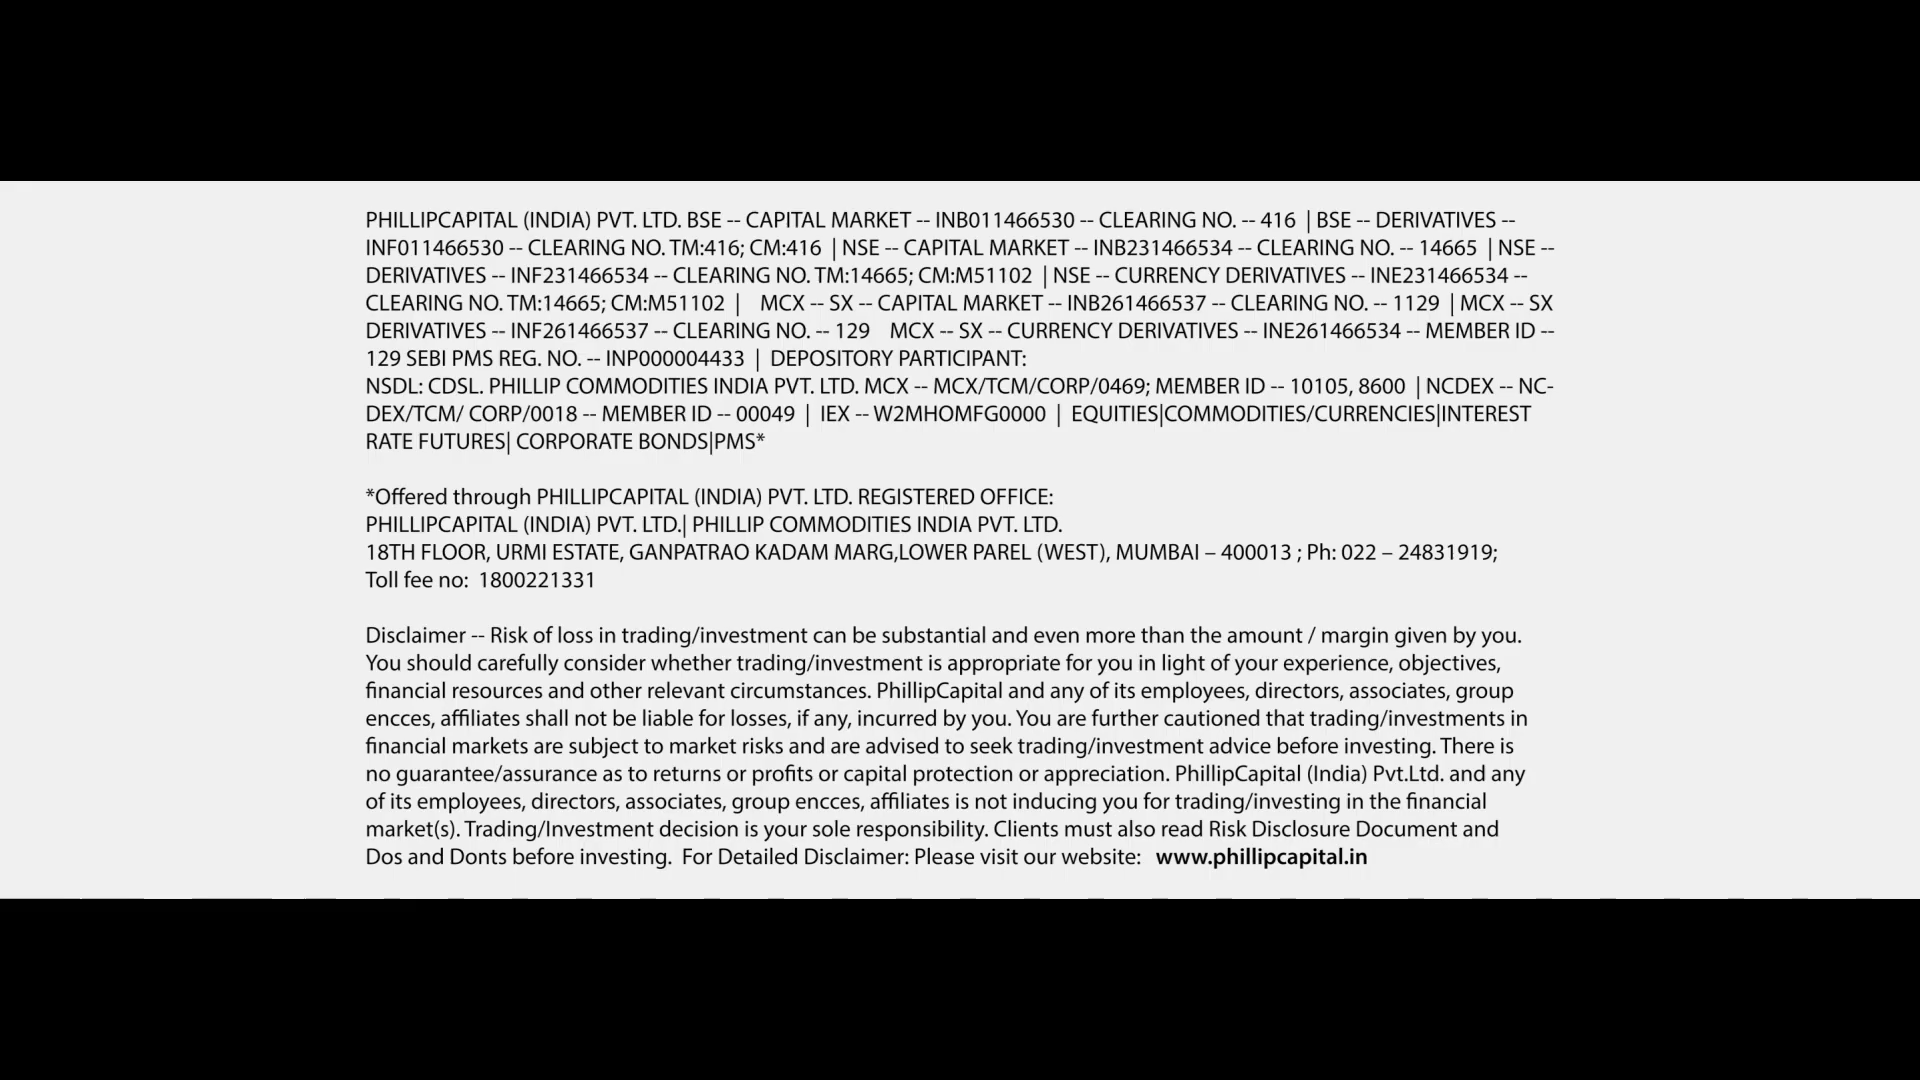 PHILLIPCAPITAL (INDIA) PVT. LTD. BSE -- CAPITAL MARKET -- INB011466530 -- CLEARING NO. -- 416 | BSE -- DERIVATIVES --
INF011466530 -- CLEARING NO. TM:416; CM:416 | NSE -- CAPITAL MARKET -- INB231466534 -- CLEARING NO. -- 14665 | NSE --
DERIVATIVES -- INF231466534 -- CLEARING NO. TM:14665; CM:M51102 | NSE -- CURRENCY DERIVATIVES -- INE231466534 --
CLEARING NO. TM:14665; CM:M51102 | MCX -- SX -- CAPITAL MARKET -- INB261466537 -- CLEARING NO. -- 1129 | MCX -- SX
DERIVATIVES -- INF261466537 -- CLEARING NO. -- 129 MCX -- SX -- CURRENCY DERIVATIVES -- INE261466534 -- MEMBER ID --
129 SEBI PMS REG. NO. -- INP000004433 | DEPOSITORY PARTICIPANT:
NSDL: CDSL. PHILLIP COMMODITIES INDIA PVT. LTD. MCX -- MCX/TCM/CORP/0469; MEMBER ID -- 10105, 8600 | NCDEX -- NC-
DEX/TCM/ CORP/0018 -- MEMBER ID -- 00049 | IEX -- W2MHOMFG0000 | EQUITIES|COMMODITIES/CURRENCIES|INTEREST
RATE FUTURES| CORPORATE BONDS|PMS*
*Offered through PHILLIPCAPITAL (INDIA) PVT. LTD. REGISTERED OFFICE:
PHILLIPCAPITAL (INDIA) PVT. LTD.| PHILLIP COMMODITIES INDIA PVT. LTD.
18TH FLOOR, URMI ESTATE, GANPATRAO KADAM MARG,LOWER PAREL (WEST), MUMBAI – 400013 ; Ph: 022 – 24831919;
Toll fee no: 1800221331
Disclaimer -- Risk of loss in trading/investment can be substantial and even more than the amount / margin given by you.
You should carefully consider whether trading/investment is appropriate for you in light of your experience, objectives,
financial resources and other relevant circumstances. PhillipCapital and any of its employees, directors, associates, group
encces, affiliates shall not be liable for losses, if any, incurred by you. You are further cautioned that trading/investments in
financial markets are subject to market risks and are advised to seek trading/investment advice before investing. There is
no guarantee/assurance as to returns or profits or capital protection or appreciation. PhillipCapital (India) Pvt.Ltd. and any
of its employees, directors, associates, group encces, affiliates is not inducing you for trading/investing in the financial
market(s). Trading/Investment decision is your sole responsibility. Clients must also read Risk Disclosure Document and
Dos and Donts before investing. For Detailed Disclaimer: Please visit our website: www.phillipcapital.in